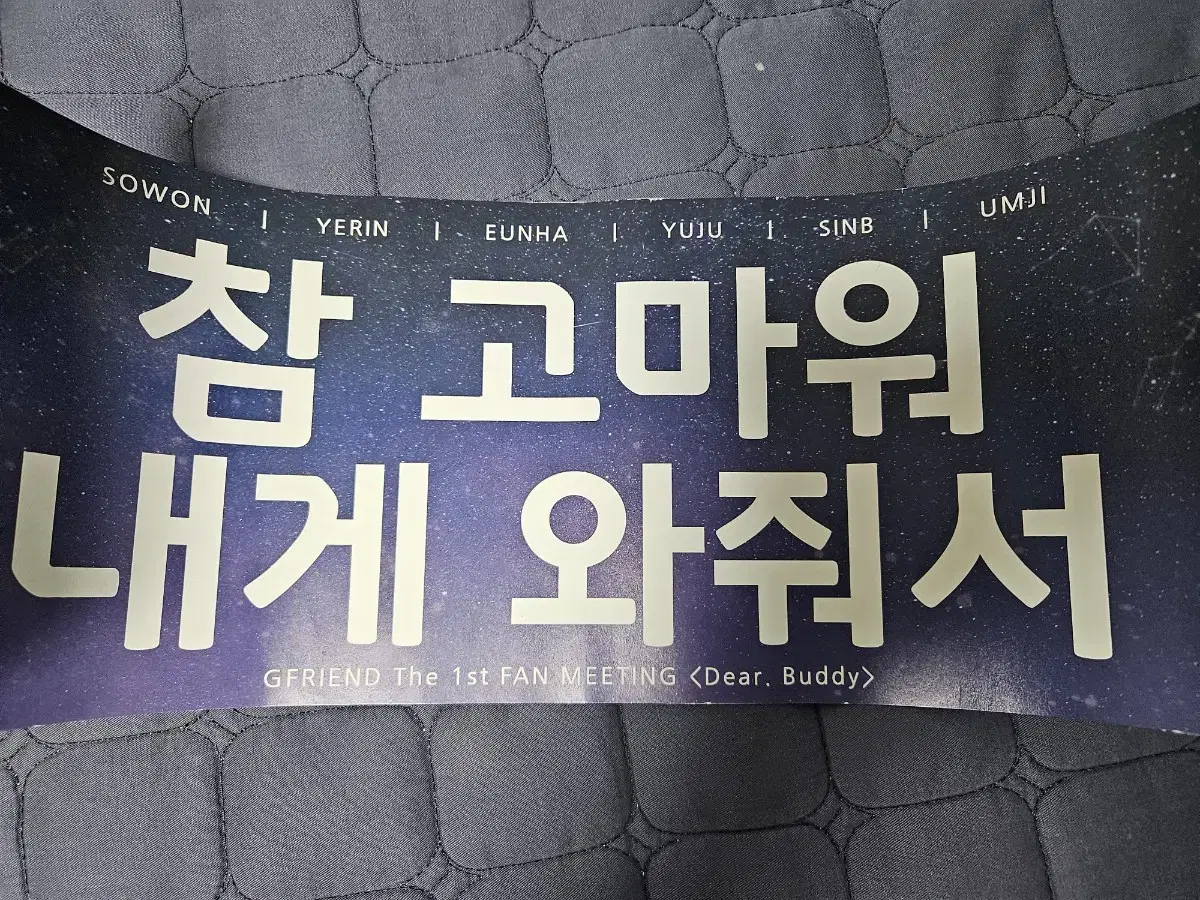 SOWON | YERIN | EUNHA | YUJU | SINB | UMJI
참 고마워
내게 와줘서
GFRIEND The 1st FAN MEETING <Dear. Buddy>